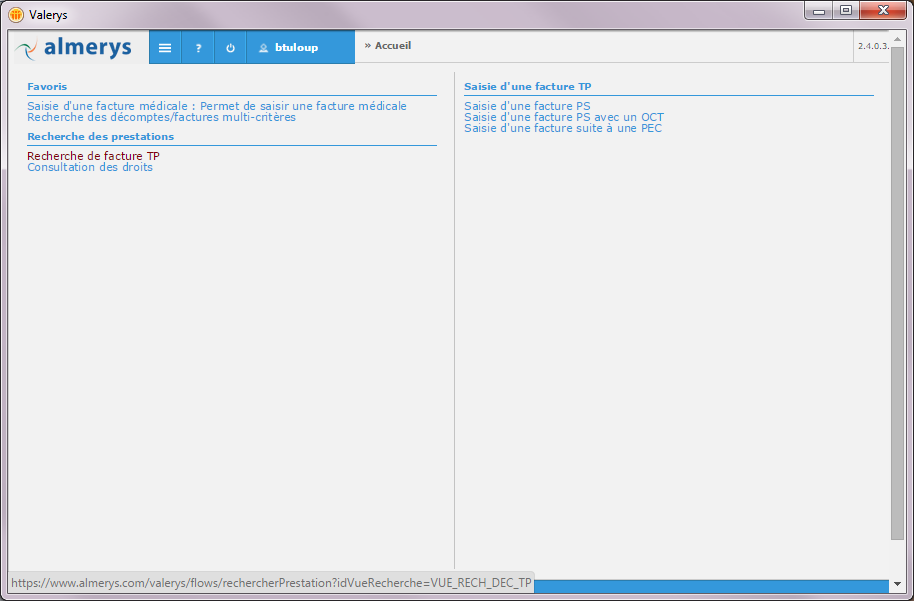 Valerys
almerys
?
btuloup
» Accueil
2.4.0.3.
Favoris
Saisie d'une facture médicale : Permet de saisir une facture médicale
Recherche des décomptes/factures multi-critères
Recherche des prestations
Recherche de facture TP
Consultation des droits
Saisie d'une facture TP
Saisie d'une facture PS
Saisie d'une facture PS avec un OCT
Saisie d'une facture suite à une PEC
https://www.almerys.com/valerys/flows/rechercherPrestation?idVueRecherche=VUE_RECH_DEC_TP